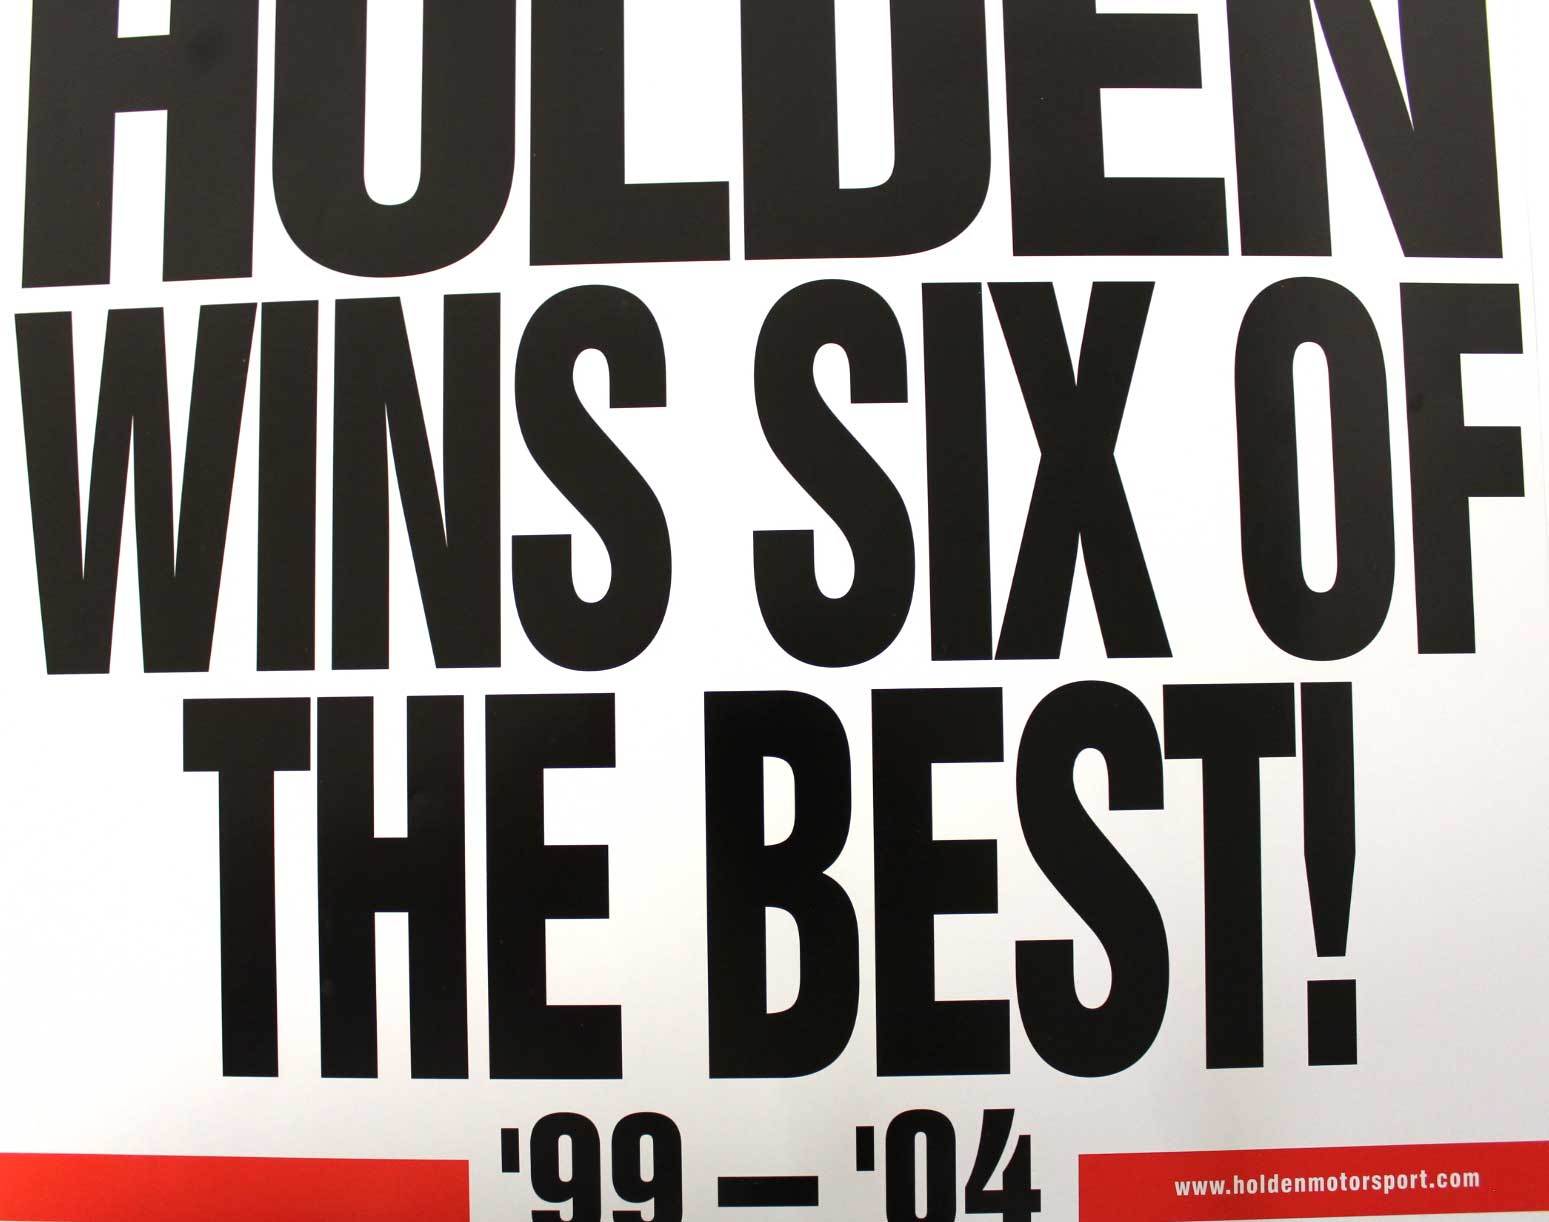 HOLDEN
WINS SIX OF
THE BEST!
'99 – '04
www.holdenmotorsport.com